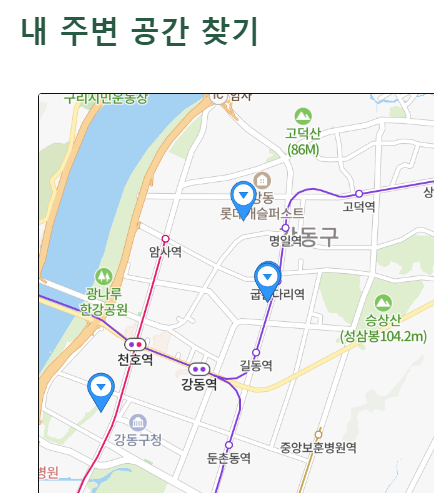 내 주변 공간 찾기
구리시민운동장
IC 암사
고덕산
(86M)
강동
롯데캐슬퍼스트
고덕역
상
명일역
강동구
암사역
광나루
한강공원
굽은다리역
승상산
(성삼봉104.2m)
천호역
길동역
강동역
강동구청
둔촌동역
중앙보훈병원역
병원